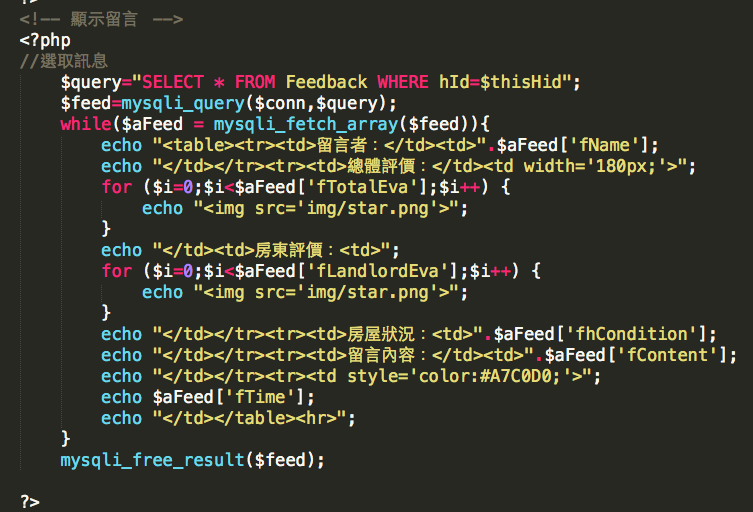 ?>
<!-- 顯示留言 -->
<?php
//選取訊息
    $query="SELECT * FROM Feedback WHERE hId=$thisHid";
    $feed=mysqli_query($conn,$query);
    while($aFeed = mysqli_fetch_array($feed)){
        echo "<table><tr><td>留言者：</td><td>".$aFeed['fName'];
        echo "</td></tr><tr><td>總體評價：</td><td width='180px;'>";
        for ($i=0;$i<$aFeed['fTotalEva'];$i++) {
            echo "<img src='img/star.png'>";
        }
        echo "</td><td>房東評價：<td>";
        for ($i=0;$i<$aFeed['fLandlordEva'];$i++) {
            echo "<img src='img/star.png'>";
        }
        echo "</td></tr><tr><td>房屋狀況：<td>".$aFeed['fhCondition'];
        echo "</td></tr><tr><td>留言內容：</td><td>".$aFeed['fContent'];
        echo "</td></tr><tr><td style='color:#A7C0D0;'>";
        echo $aFeed['fTime'];
        echo "</td></table><hr>";
    }
    mysqli_free_result($feed);
?>